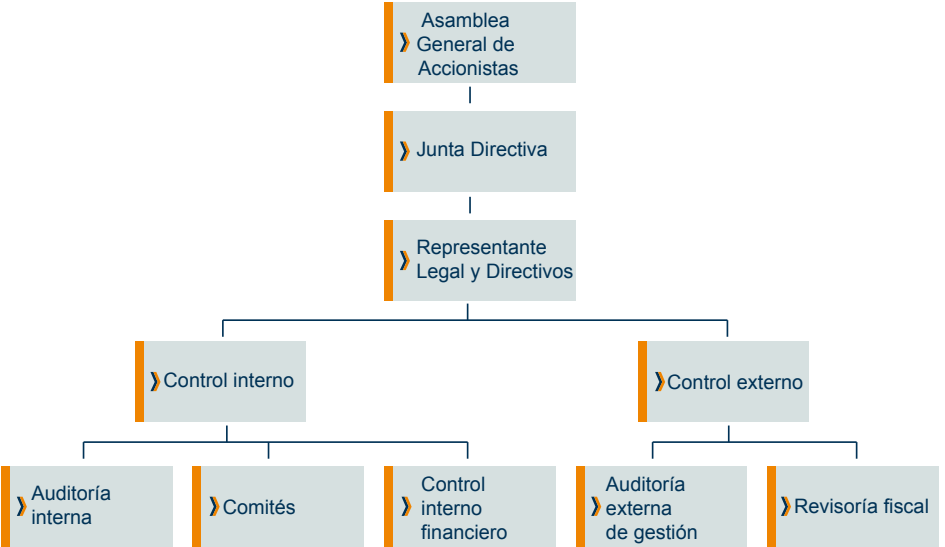 Asamblea
General de
Accionistas
Junta Directiva
Representante
Legal y Directivos
Control interno
Control externo
Auditoría
interna
Comités
Control
interno
financiero
Auditoría
externa
de gestión
Revisoría fiscal